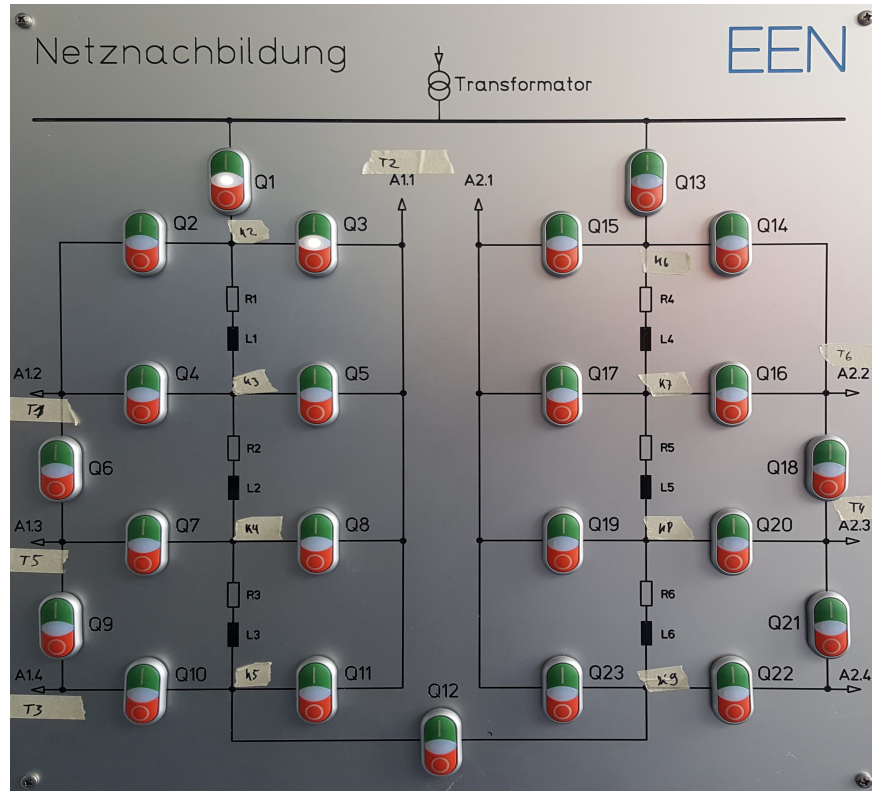 Netznachbildung
EEN
Transformator
T2
Q1
A1.1
A2.1
Q13
Q2
K2
Q3
Q15
Q14
K6
R1
R4
L1
L4
T6
A1.2
Q4
K3
Q5
Q17
K7
Q16
A2.2
T1
R2
R5
Q6
Q18
L2
L5
T4
A1.3
Q7
K4
Q8
Q19
K8
Q20
A2.3
T5
R3
R6
Q9
Q21
L3
L6
A1.4
Q10
K5
Q11
Q23
K9
Q22
A2.4
T3
Q12